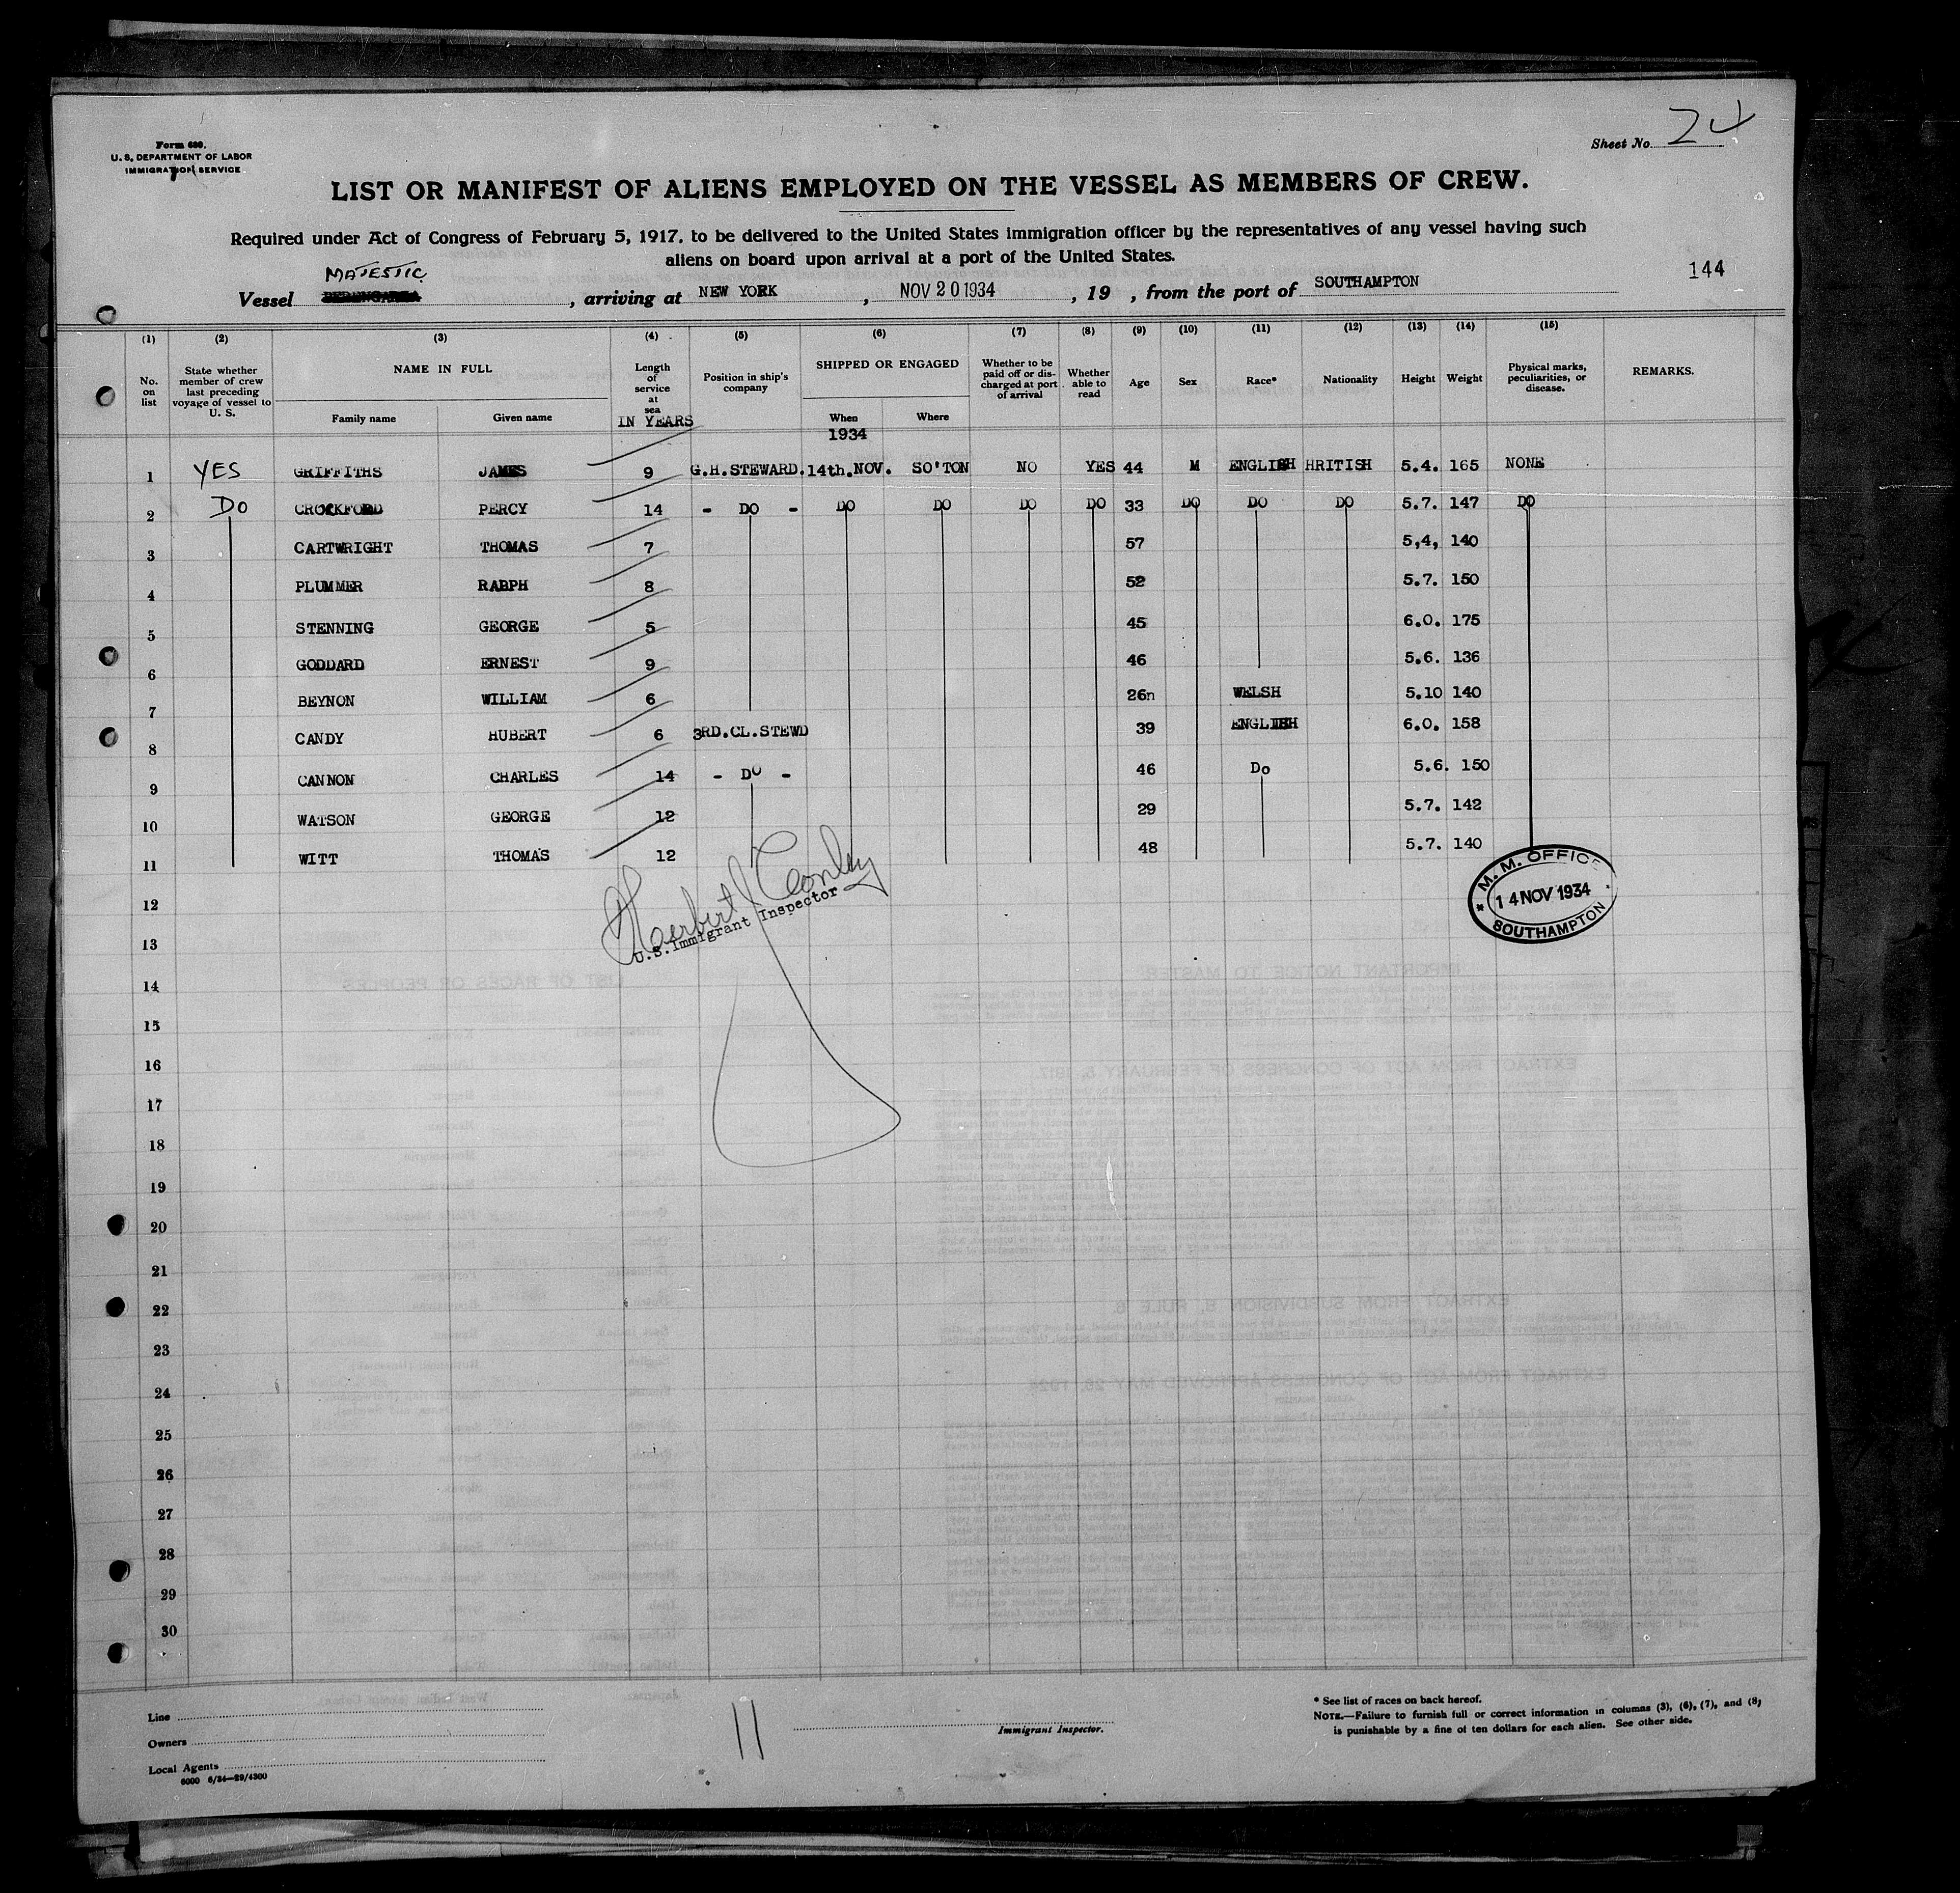 Form 680.
U. S. DEPARTMENT OF LABOR
IMMIGRATION SERVICE
Sheet No. 24
LIST OR MANIFEST OF ALIENS EMPLOYED ON THE VESSEL AS MEMBERS OF CREW.
Required under Act of Congress of February 5, 1917, to be delivered to the United States immigration officer by the representatives of any vessel having such
aliens on board upon arrival at a port of the United States.
144
MAJESTIC
Vessel BERENGARIA, arriving at NEW YORK, NOV 20 1934, 19 , from the port of SOUTHAMPTON
(1) (2) (3) (4) (5) (6) (7) (8) (9) (10) (11) (12) (13) (14) (15)
No. on list
State whether member of crew last preceding voyage of vessel to U. S.
NAME IN FULL
Family name Given name
Length of service at sea
IN YEARS
Position in ship's company
SHIPPED OR ENGAGED
When Where
1934
Whether to be paid off or discharged at port of arrival
Whether able to read
Age
Sex
Race*
Nationality
Height
Weight
Physical marks, peculiarities, or disease.
REMARKS.
1 YES GRIFFITHS JAMES 9 G.H.STEWARD. 14th.NOV. SO'TON NO YES 44 M ENGLISH HRITISH 5.4. 165 NONE
2 DO CROCKFORD PERCY 14 - DO - DO DO DO DO 33 DO DO DO 5.7. 147 DO
3 CARTWRIGHT THOMAS 7 57 5,4, 140
4 PLUMMER RABPH 8 52 5.7. 150
5 STENNING GEORGE 5 45 6.0. 175
6 GODDARD ERNEST 9 46 5.6. 136
7 BEYNON WILLIAM 6 26n WELSH 5.10 140
8 CANDY HUBERT 6 3RD.CL.STEWD 39 ENGLISH 6.0. 158
9 CANNON CHARLES 14 - DO - 46 Do 5.6. 150
10 WATSON GEORGE 12 29 5.7. 142
11 WITT THOMAS 12 48 5.7. 140
M. M. OFFICE
14 NOV 1934
SOUTHAMPTON
Herbert Conley
U.S. Immigrant Inspector
12
13
14
15
16
17
18
19
20
21
22
23
24
25
26
27
28
29
30
Line
Owners
Local Agents
6000 6/34—29/4300
11
Immigrant Inspector.
* See list of races on back hereof.
NOTE.—Failure to furnish full or correct information in columns (3), (6), (7), and (8)
is punishable by a fine of ten dollars for each alien. See other side.